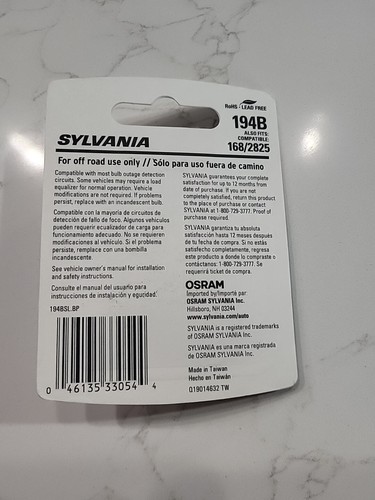 RoHS - LEAD FREE
194B
ALSO FITS:
COMPATIBLE:
168/2825
SYLVANIA
For off road use only // Sólo para uso fuera de camino
Compatible with most bulb outage detection
circuits. Some vehicles may require a load
equalizer for normal operation. Vehicle
modifications are not required. If problems
persist, replace with an incandescent bulb.
Compatible con la mayoría de circuitos de
detección de fallo de foco. Algunos vehículos
pueden requerir ecualizador de carga para
funcionamiento adecuado. No se requieren
modificaciones al vehículo. Si el problema
persiste, remplace con una bombilla
incandescente.
See vehicle owner's manual for installation
and safety instructions.
Consulte el manual del usuario para
instrucciones de instalación y eguridad.
194BSL.BP
0 46135 33054 4
SYLVANIA guarantees your complete
satisfaction for up to 12 months from
date of purchase. If you are not
completely satisfied, return this product
to the place of purchase or contact
SYLVANIA at 1-800-729-3777. Proof of
purchase required.
SYLVANIA garantiza tu absoluta
satisfacción hasta 12 meses después
de tu fecha de compra. Si no estás
satisfecho completamente, regresa
este producto a donde lo compraste o
contáctanos: 1-800-729-3777. Se
requerirá ticket de compra.
OSRAM
Imported by/Importé par
OSRAM SYLVANIA Inc.
Hillsboro, NH 03244
www.sylvania.com/auto
SYLVANIA is a registered trademark
of OSRAM SYLVANIA Inc.
SYLVANIA es una marca registrada
de OSRAM SYLVANIA Inc.
Made in Taiwan
Hecho en Taiwán
019014632 TW